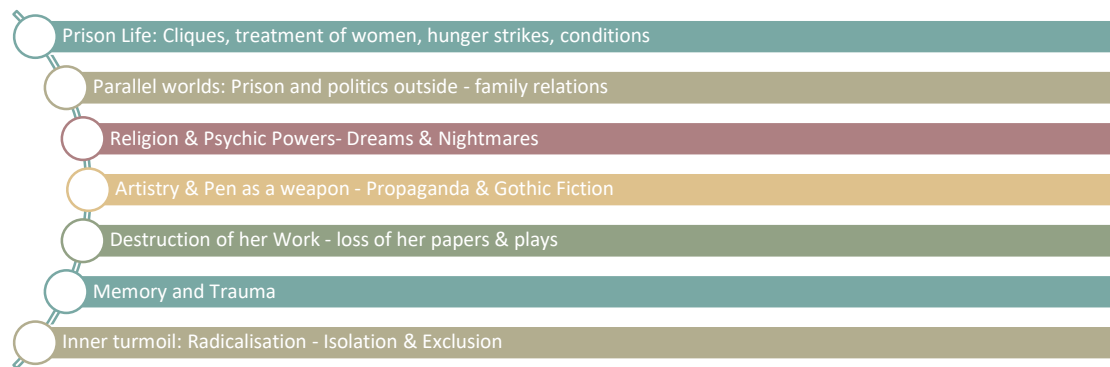 Prison Life: Cliques, treatment of women, hunger strikes, conditions
Parallel worlds: Prison and politics outside - family relations
Religion & Psychic Powers- Dreams & Nightmares
Artistry & Pen as a weapon - Propaganda & Gothic Fiction
Destruction of her Work - loss of her papers & plays
Memory and Trauma
Inner turmoil: Radicalisation - Isolation & Exclusion